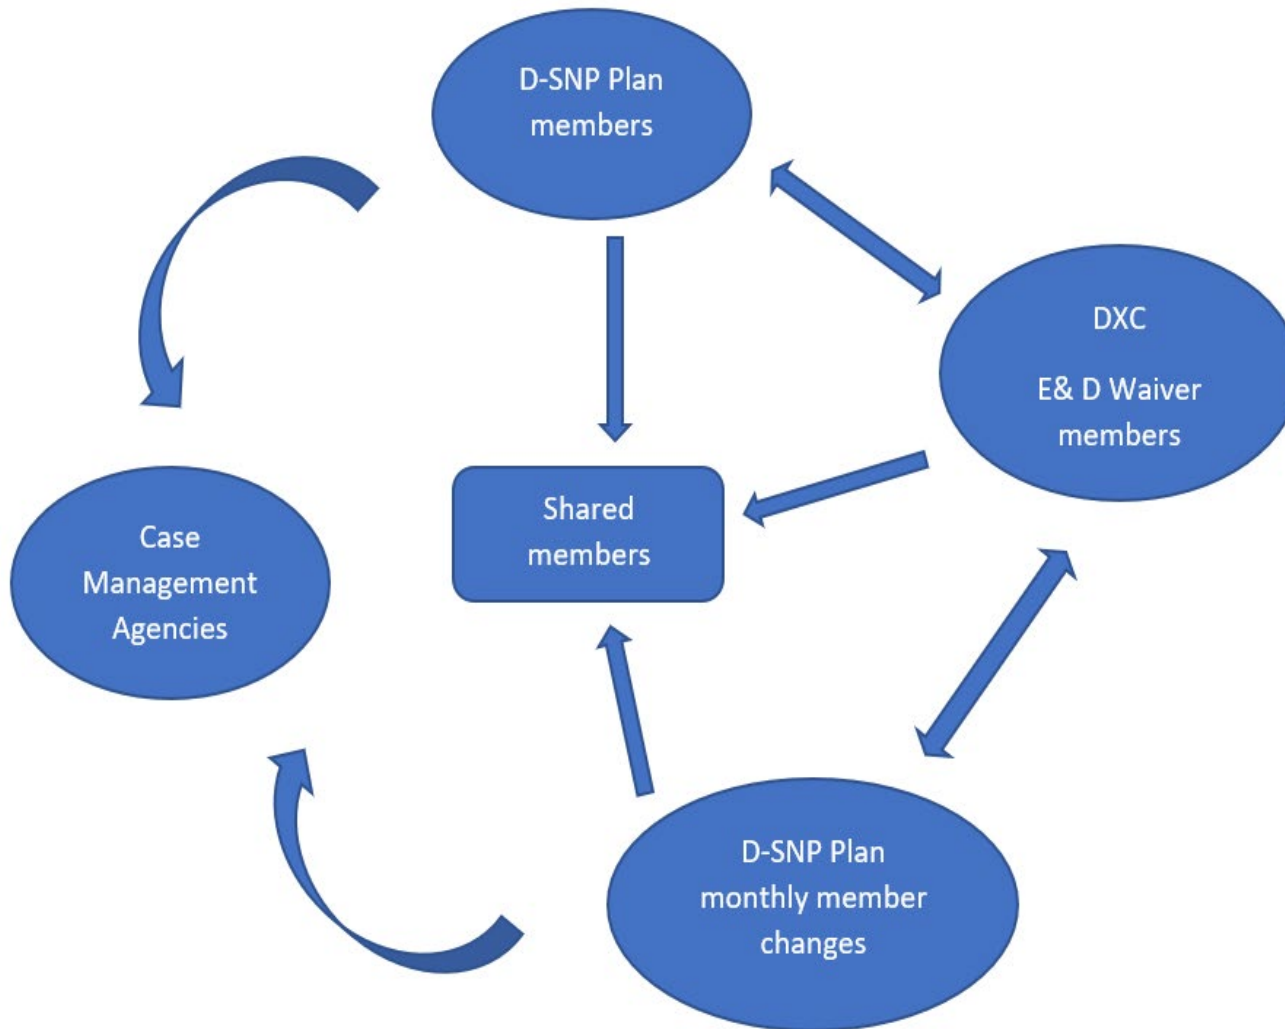 D-SNP Plan
members
DXC
E& D Waiver
members
Shared
members
Case
Management
Agencies
D-SNP Plan
monthly member
changes